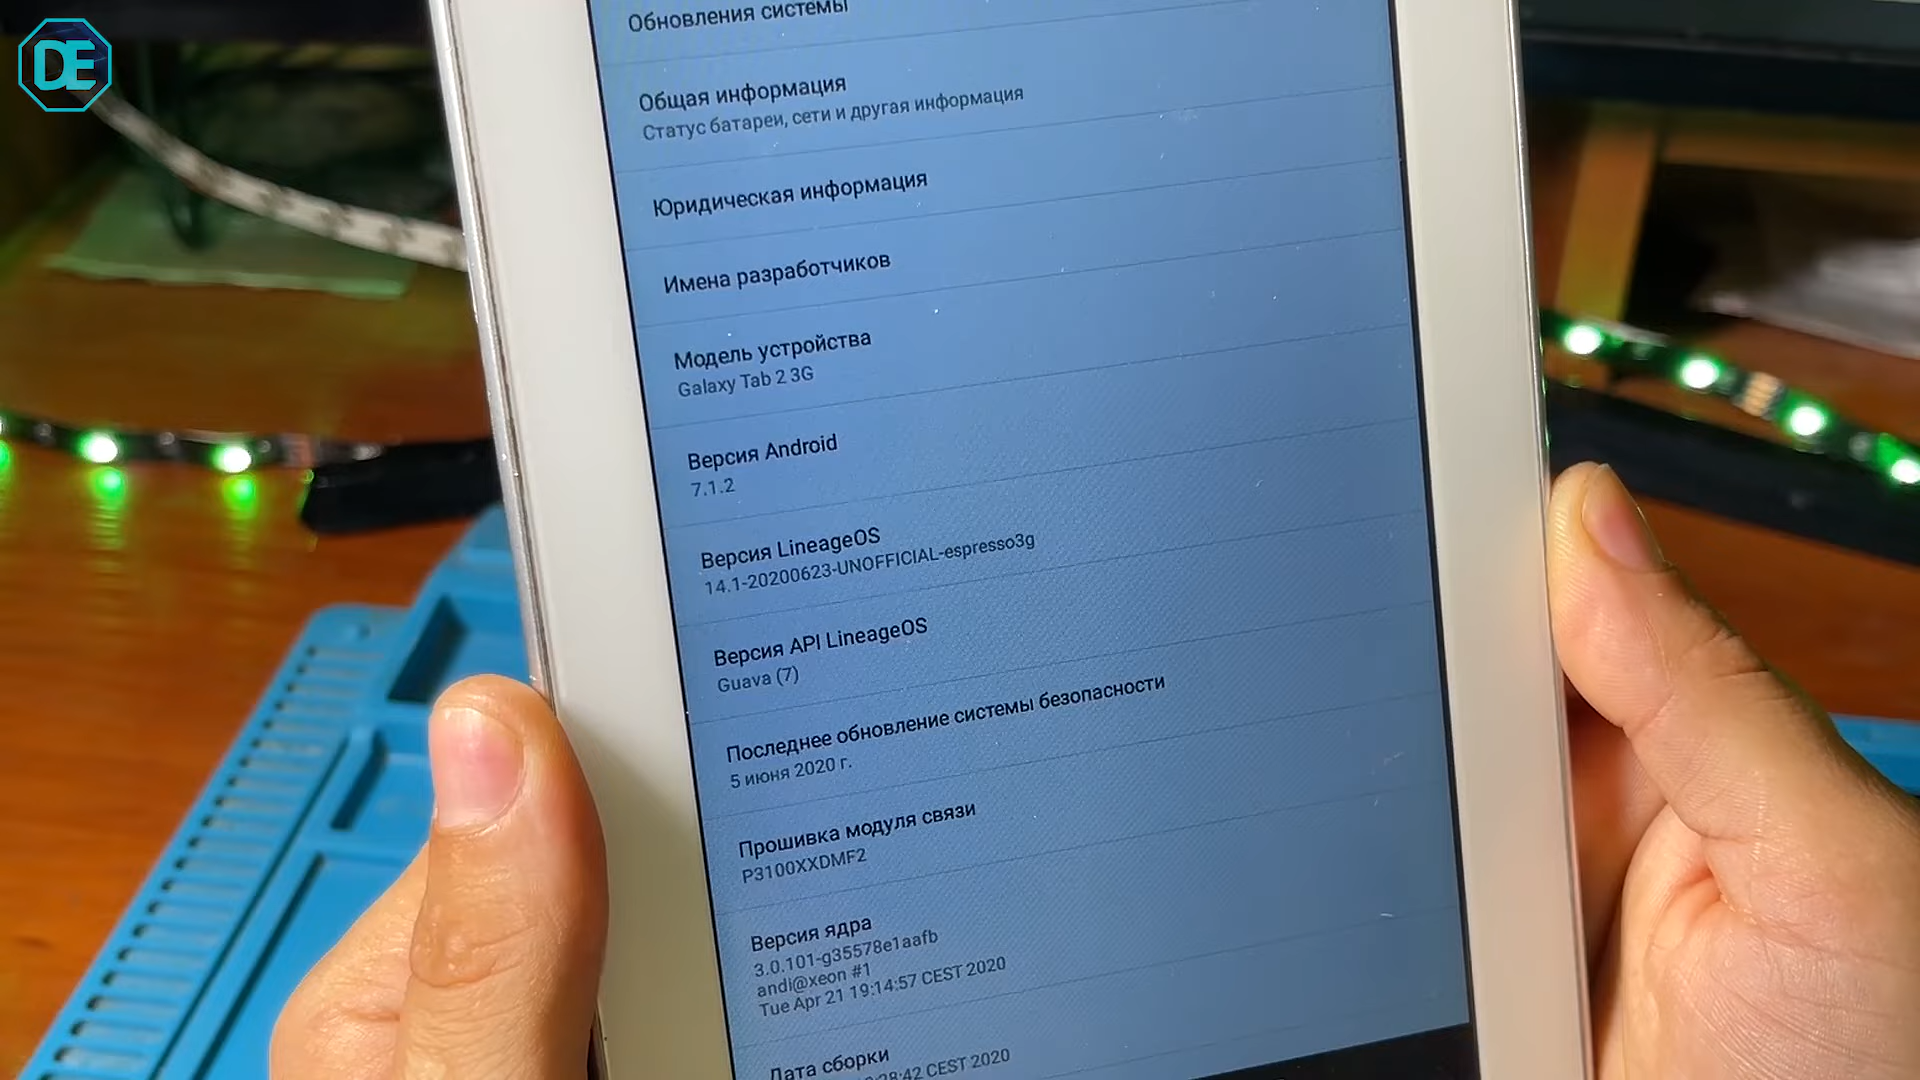 DE
Обновления системы
Общая информация
Статус батареи, сети и другая информация
Юридическая информация
Имена разработчиков
Модель устройства
Galaxy Tab 2 3G
Версия Android
7.1.2
Версия LineageOS
14.1-20200623-UNOFFICIAL-espresso3g
Версия API LineageOS
Guava (7)
Последнее обновление системы безопасности
5 июня 2020 г.
Прошивка модуля связи
P3100XXDMF2
Версия ядра
3.0.101-g35578e1aafb
andi@xeon #1
Tue Apr 21 19:14:57 CEST 2020
Дата сборки
CEST 2020